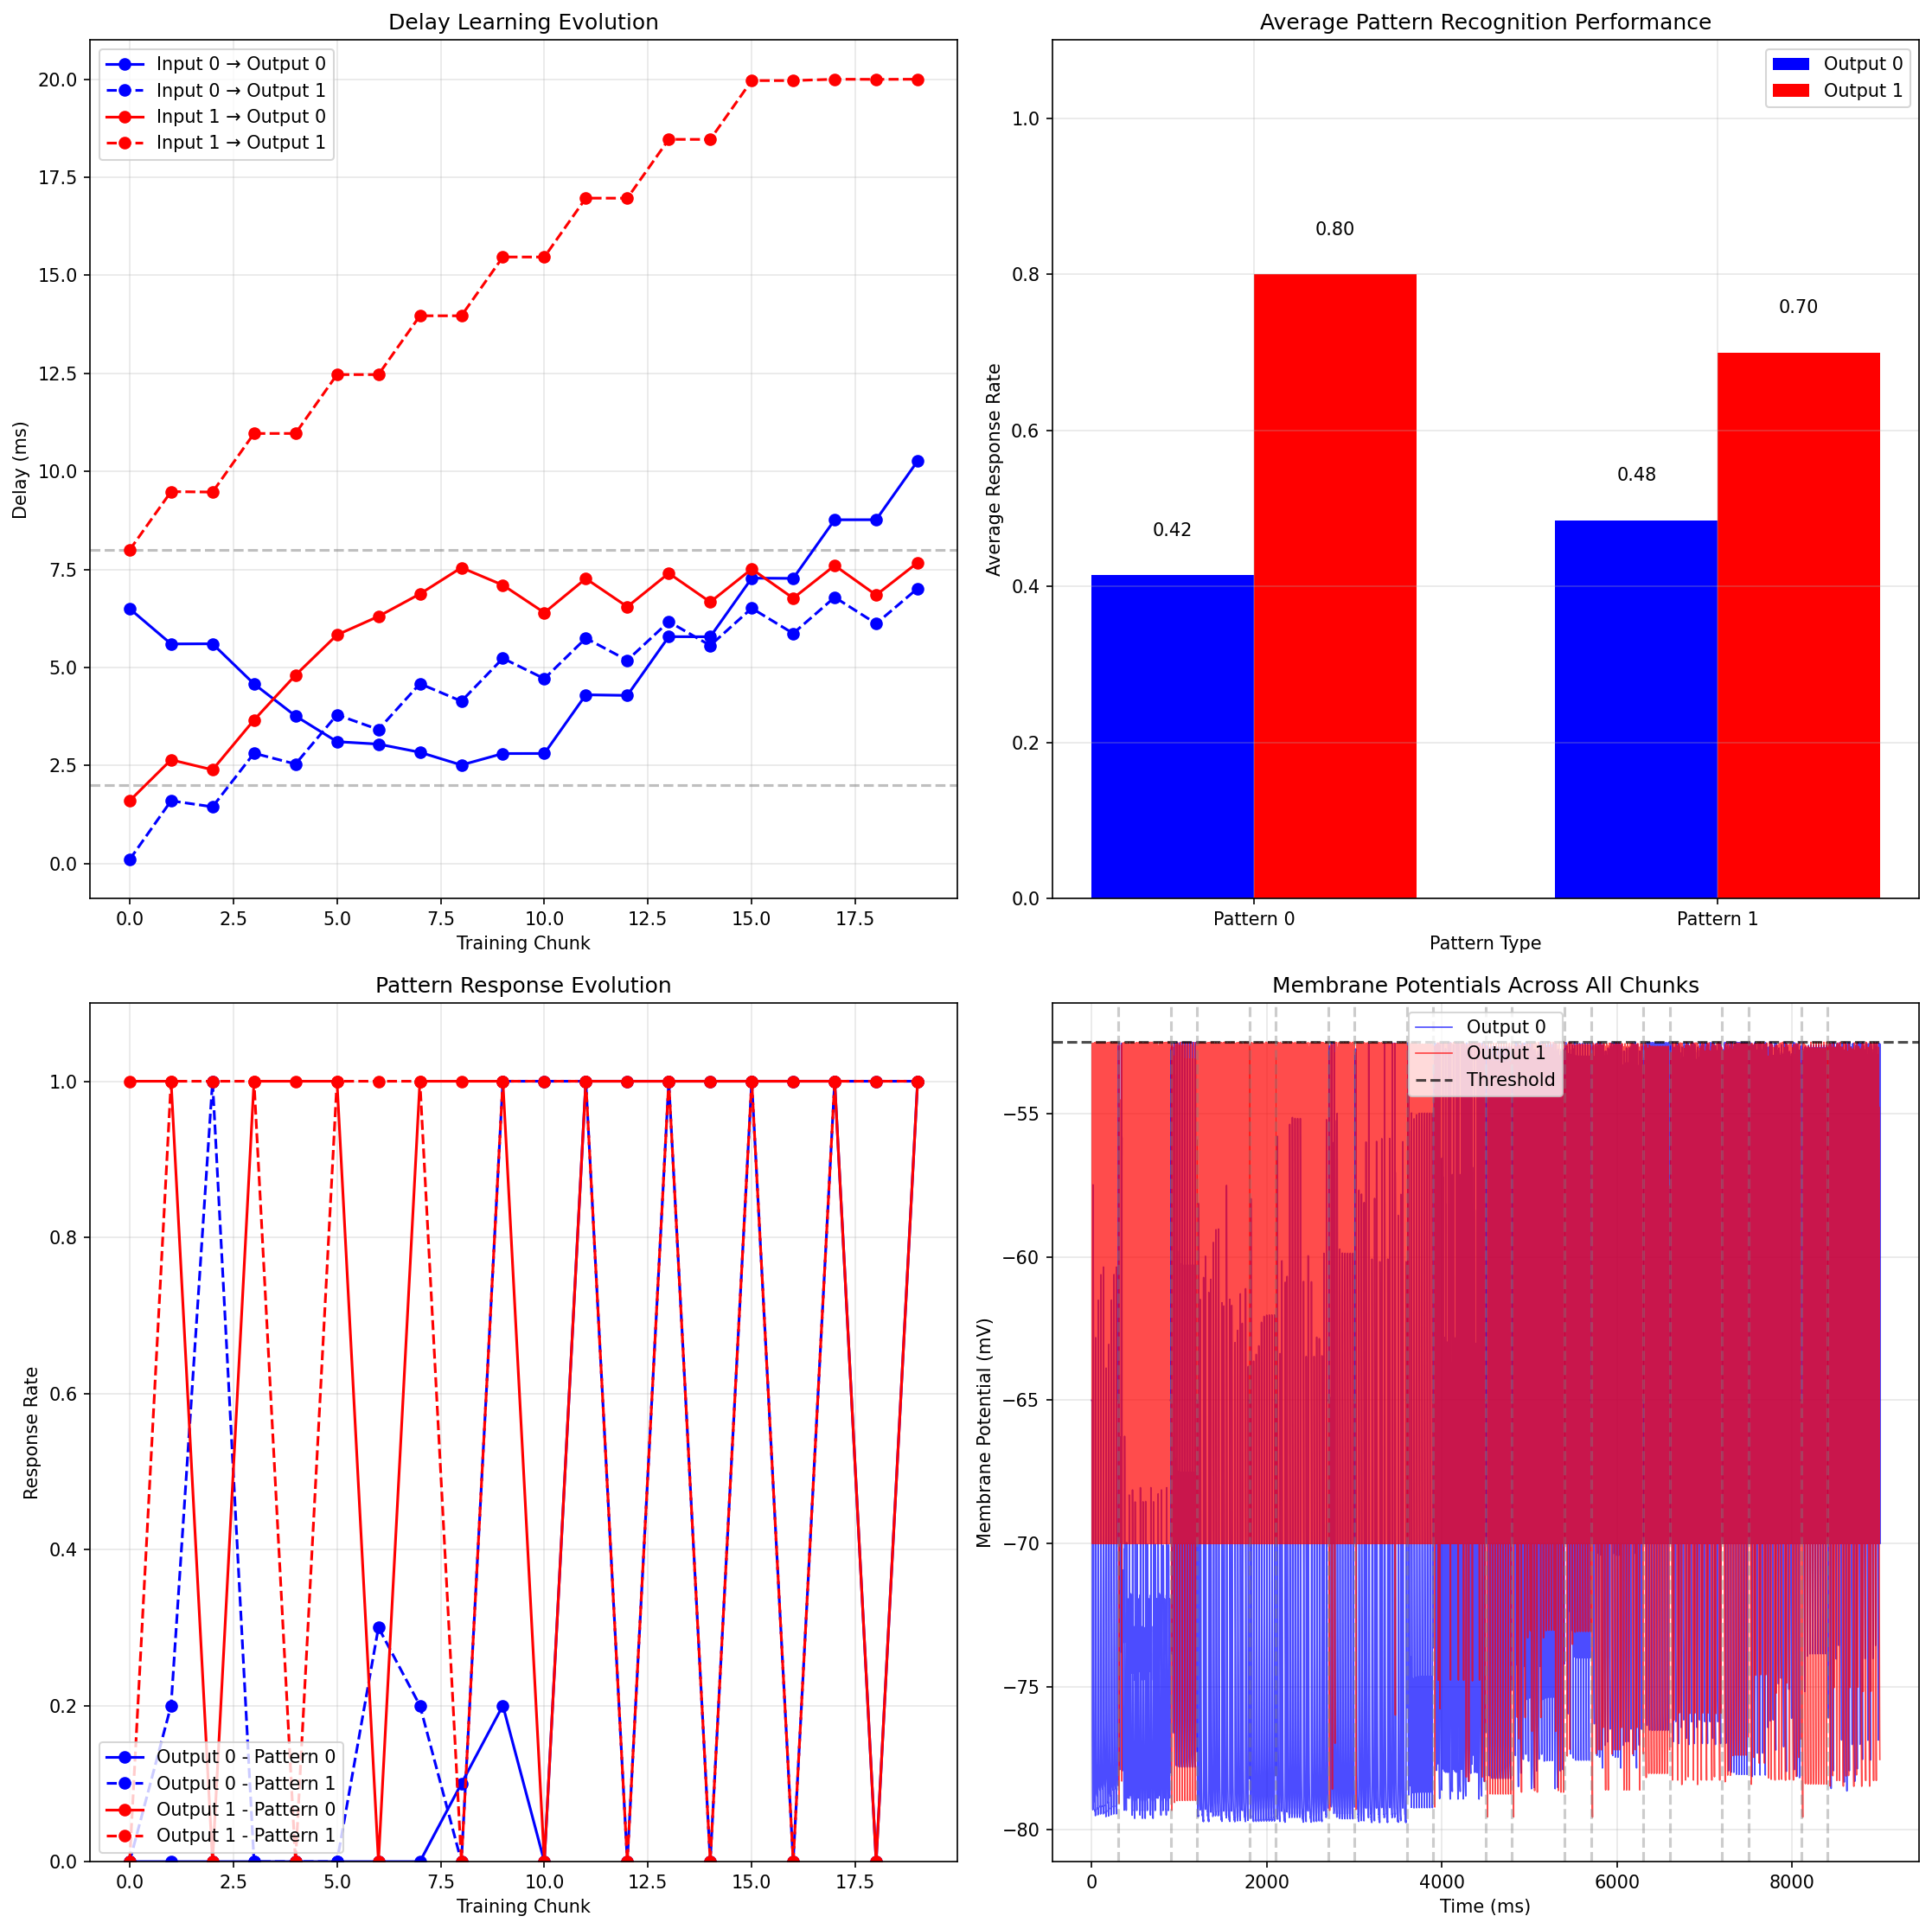 Delay Learning Evolution
Input 0 → Output 0
Input 0 → Output 1
Input 1 → Output 0
Input 1 → Output 1
20.0
17.5
15.0
12.5
10.0
7.5
5.0
2.5
0.0
Delay (ms)
0.0 2.5 5.0 7.5 10.0 12.5 15.0 17.5
Training Chunk
Average Pattern Recognition Performance
Output 0
Output 1
1.0
0.8
0.6
0.4
0.2
0.0
Average Response Rate
0.42
0.80
0.48
0.70
Pattern 0 Pattern 1
Pattern Type
Pattern Response Evolution
1.0
0.8
0.6
0.4
0.2
0.0
Response Rate
Output 0 - Pattern 0
Output 0 - Pattern 1
Output 1 - Pattern 0
Output 1 - Pattern 1
0.0 2.5 5.0 7.5 10.0 12.5 15.0 17.5
Training Chunk
Membrane Potentials Across All Chunks
Output 0
Output 1
Threshold
−55
−60
−65
−70
−75
−80
Membrane Potential (mV)
0 2000 4000 6000 8000
Time (ms)